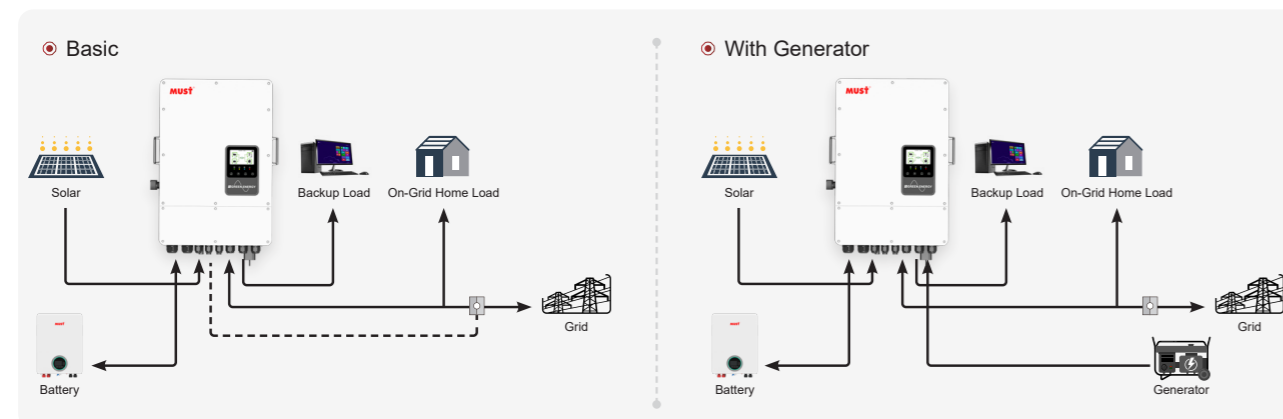 Basic
MUST
Solar
Backup Load
On-Grid Home Load
MUST
Battery
Grid
With Generator
MUST
Solar
Backup Load
On-Grid Home Load
MUST
Battery
Grid
Generator